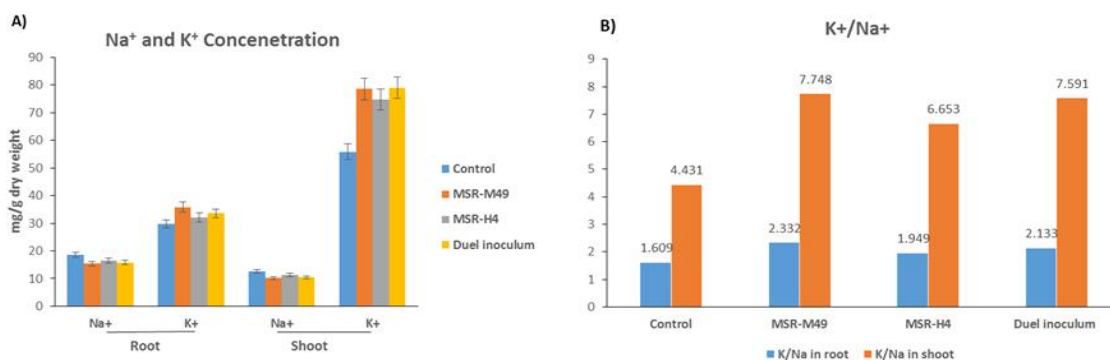 A)
Na⁺ and K⁺ Concenetration
mg/g dry weight
90
80
70
60
50
40
30
20
10
0
Na+ K+ Na+ K+
Root Shoot
Control
MSR-M49
MSR-H4
Duel inoculum
B)
K+/Na+
9
8
7
6
5
4
3
2
1
0
1.609
4.431
2.332
7.748
1.949
6.653
2.133
7.591
Control MSR-M49 MSR-H4 Duel inoculum
K/Na in root K/Na in shoot